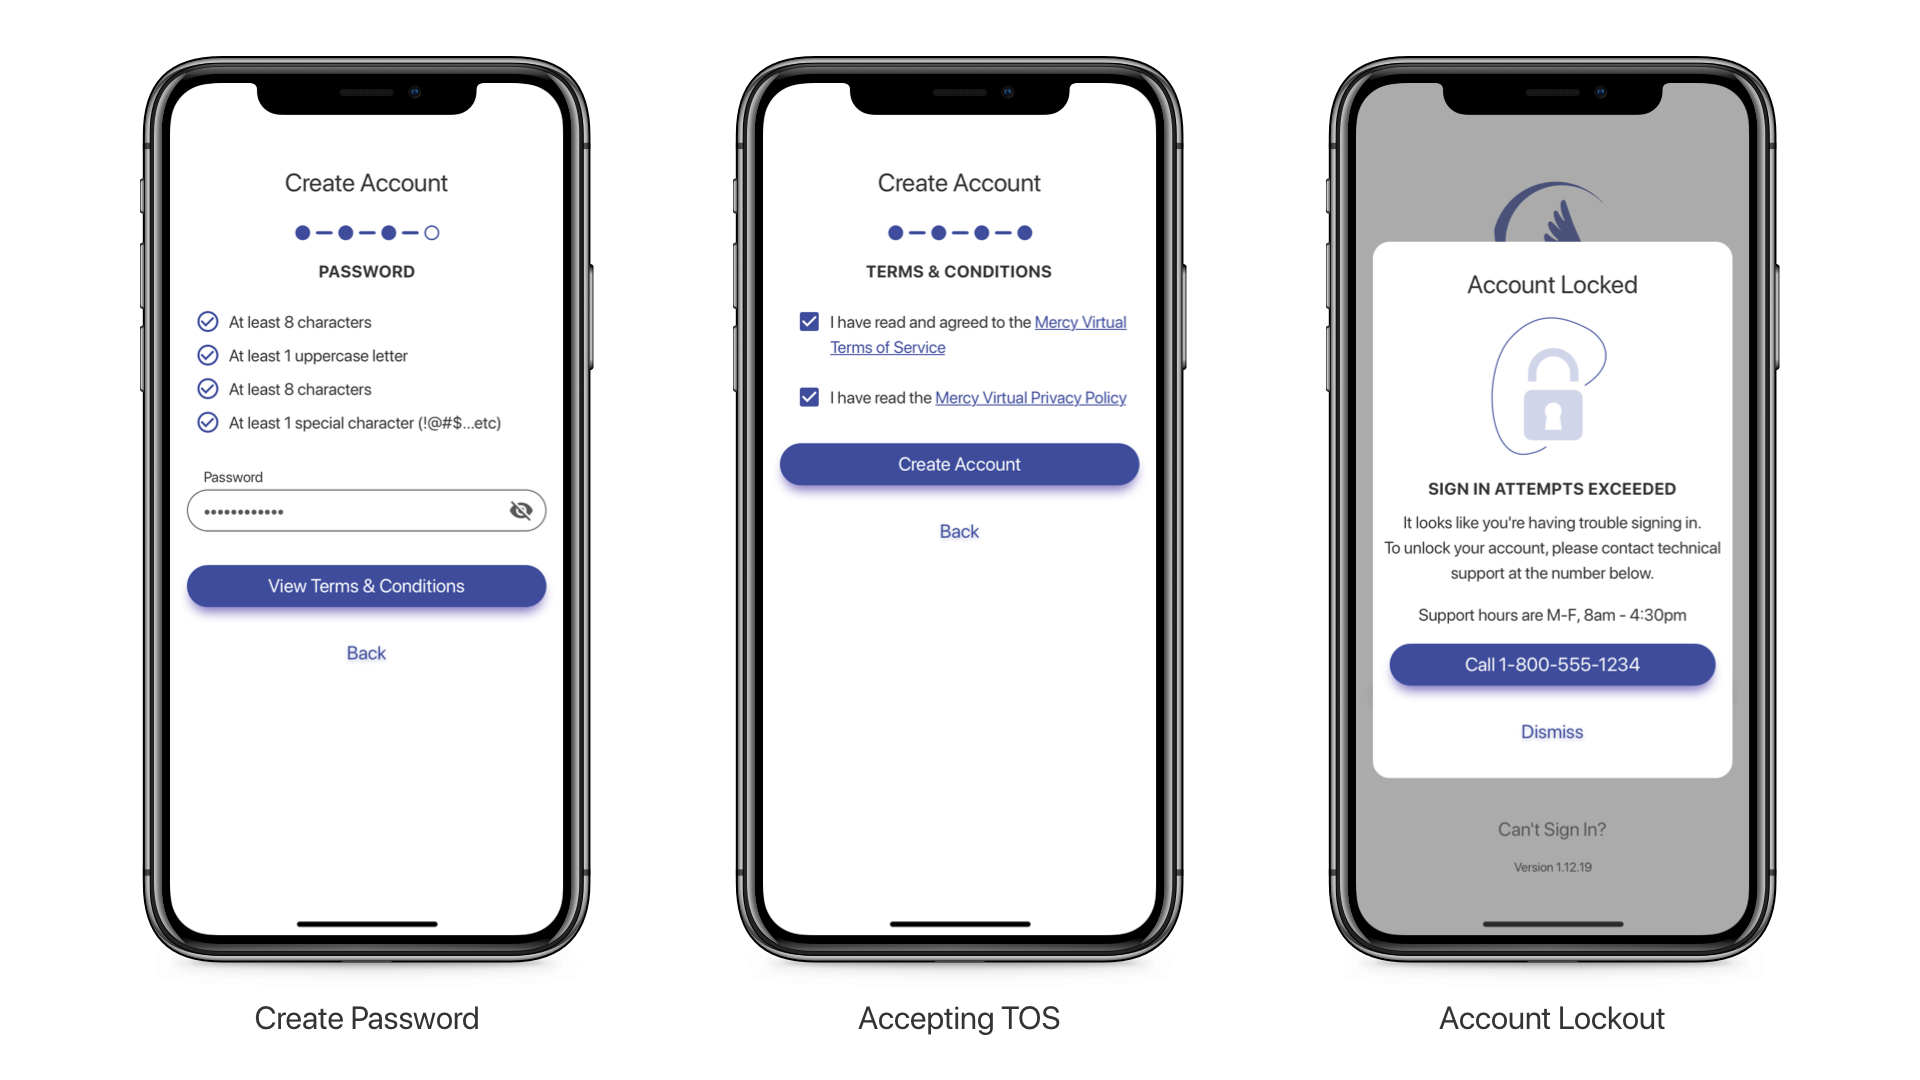 Create Account
PASSWORD
At least 8 characters
At least 1 uppercase letter
At least 8 characters
At least 1 special character (!@#$...etc)
Password
••••••••••••
View Terms & Conditions
Back
Create Password
Create Account
TERMS & CONDITIONS
I have read and agreed to the Mercy Virtual
Terms of Service
I have read the Mercy Virtual Privacy Policy
Create Account
Back
Accepting TOS
Account Locked
SIGN IN ATTEMPTS EXCEEDED
It looks like you're having trouble signing in.
To unlock your account, please contact technical
support at the number below.
Support hours are M-F, 8am - 4:30pm
Call 1-800-555-1234
Dismiss
Can't Sign In?
Version 1.12.19
Account Lockout